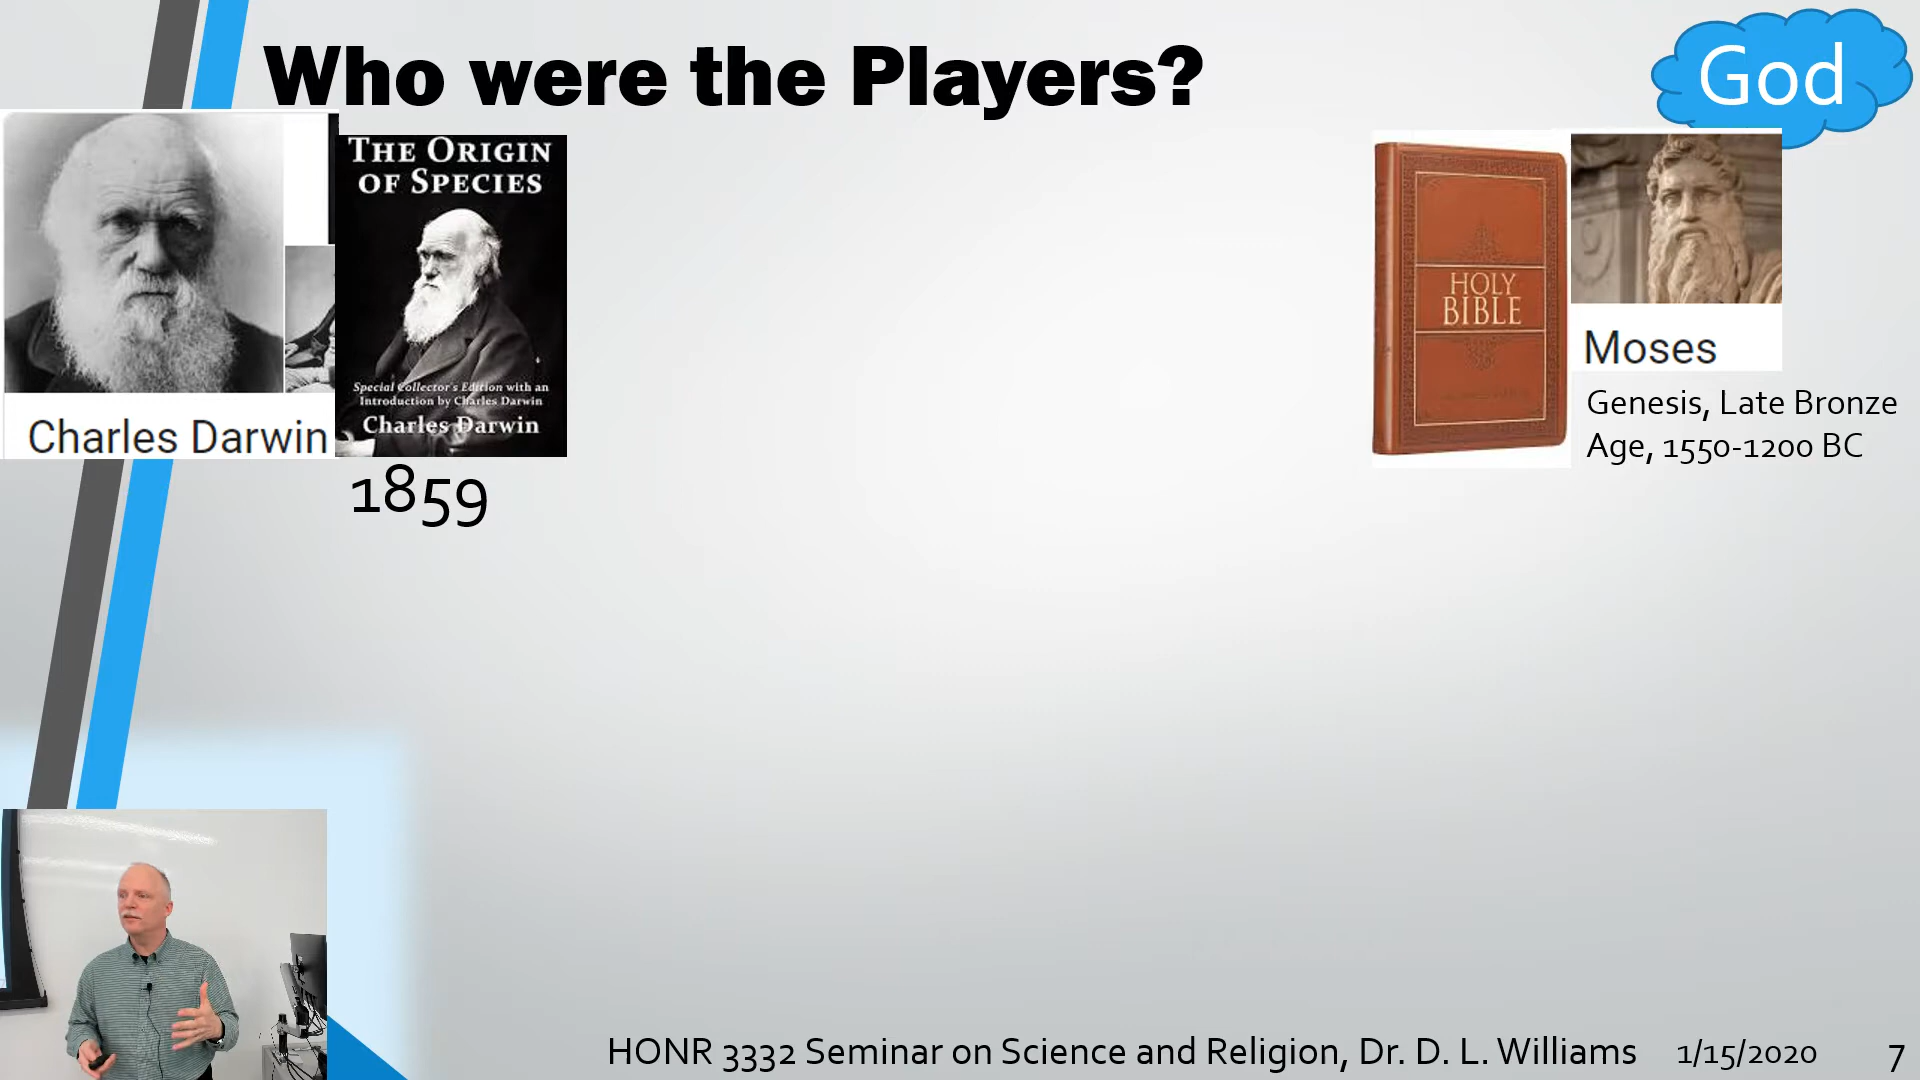 Who were the Players?
God
THE ORIGIN
OF SPECIES
Special Collector's Edition with an
Introduction by Charles Darwin
Charles Darwin
Charles Darwin
1859
HOLY
BIBLE
Moses
Genesis, Late Bronze
Age, 1550-1200 BC
HONR 3332 Seminar on Science and Religion, Dr. D. L. Williams
1/15/2020
7